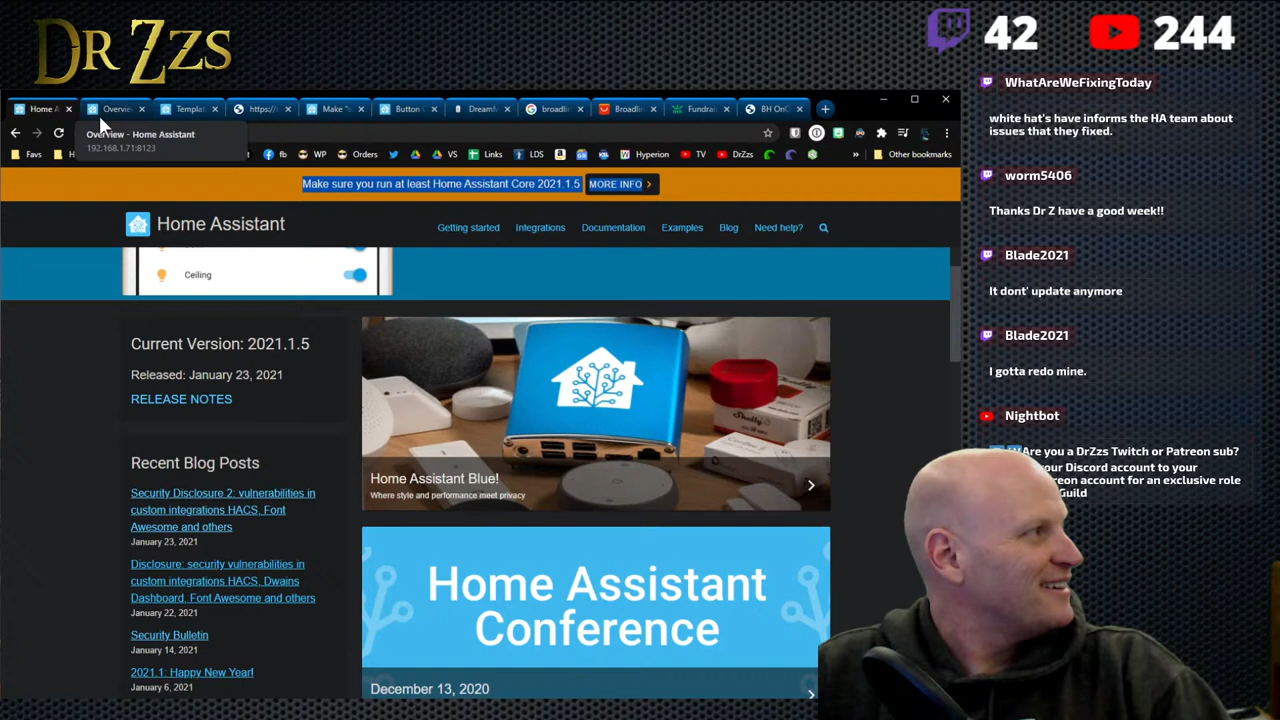 DR ZZS
42
244
Home A
Overvie
Templat
https://
Make "s
Button
DreamM
broadlin
Broadle
Fundrai
BH OnC
Overview - Home Assistant
192.168.1.71:8123
Favs
H
fb
WP
Orders
VS
Links
LDS
Hyperion
TV
DrZzs
Other bookmarks
Make sure you run at least Home Assistant Core 2021.1.5
MORE INFO
Home Assistant
Getting started
Integrations
Documentation
Examples
Blog
Need help?
Ceiling
Current Version: 2021.1.5
Released: January 23, 2021
RELEASE NOTES
Recent Blog Posts
Security Disclosure 2: vulnerabilities in
custom integrations HACS, Font
Awesome and others
January 23, 2021
Disclosure: security vulnerabilities in
custom integrations HACS, Dwains
Dashboard, Font Awesome and others
January 22, 2021
Security Bulletin
January 14, 2021
2021.1: Happy New Year!
January 6, 2021
Shelly
Home Assistant Blue!
Where style and performance meet privacy
Home Assistant
Conference
December 13, 2020
WhatAreWeFixingToday
white hat's have informs the HA team about
issues that they fixed.
worm5406
Thanks Dr Z have a good week!!
Blade2021
It dont' update anymore
Blade2021
I gotta redo mine.
Nightbot
Are you a DrZzs Twitch or Patreon sub?
your Discord account to your
reon account for an exclusive role
Guild